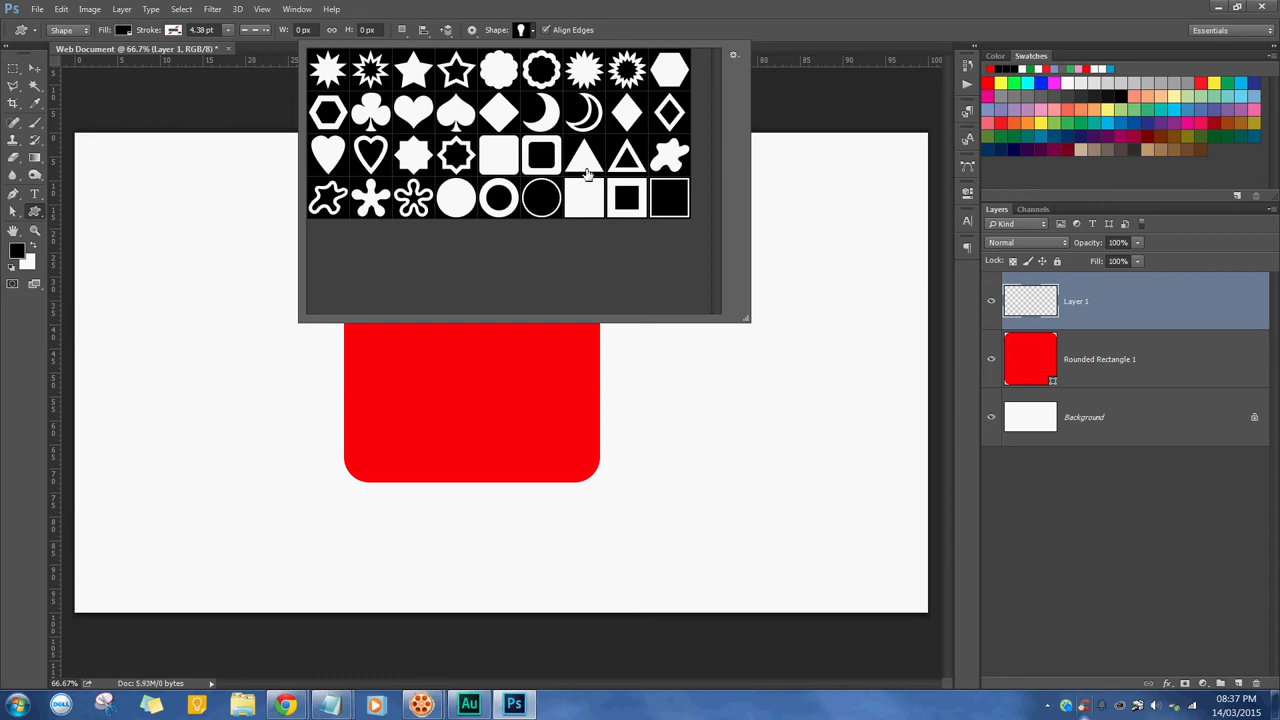 Ps File Edit Image Layer Type Select Filter 3D View Window Help
Shape Fill: Stroke: 4.38 pt W: 0 px H: 0 px Shape: Align Edges Essentials
Web Document @ 66.7% (Layer 1, RGB/8) * ×
Color Swatches
Layers Channels
Kind
Normal Opacity: 100%
Lock: Fill: 100%
Layer 1
Rounded Rectangle 1
Background
66.67% Doc: 5.93M/0 bytes
DELL Au Ps
08:37 PM
14/03/2015